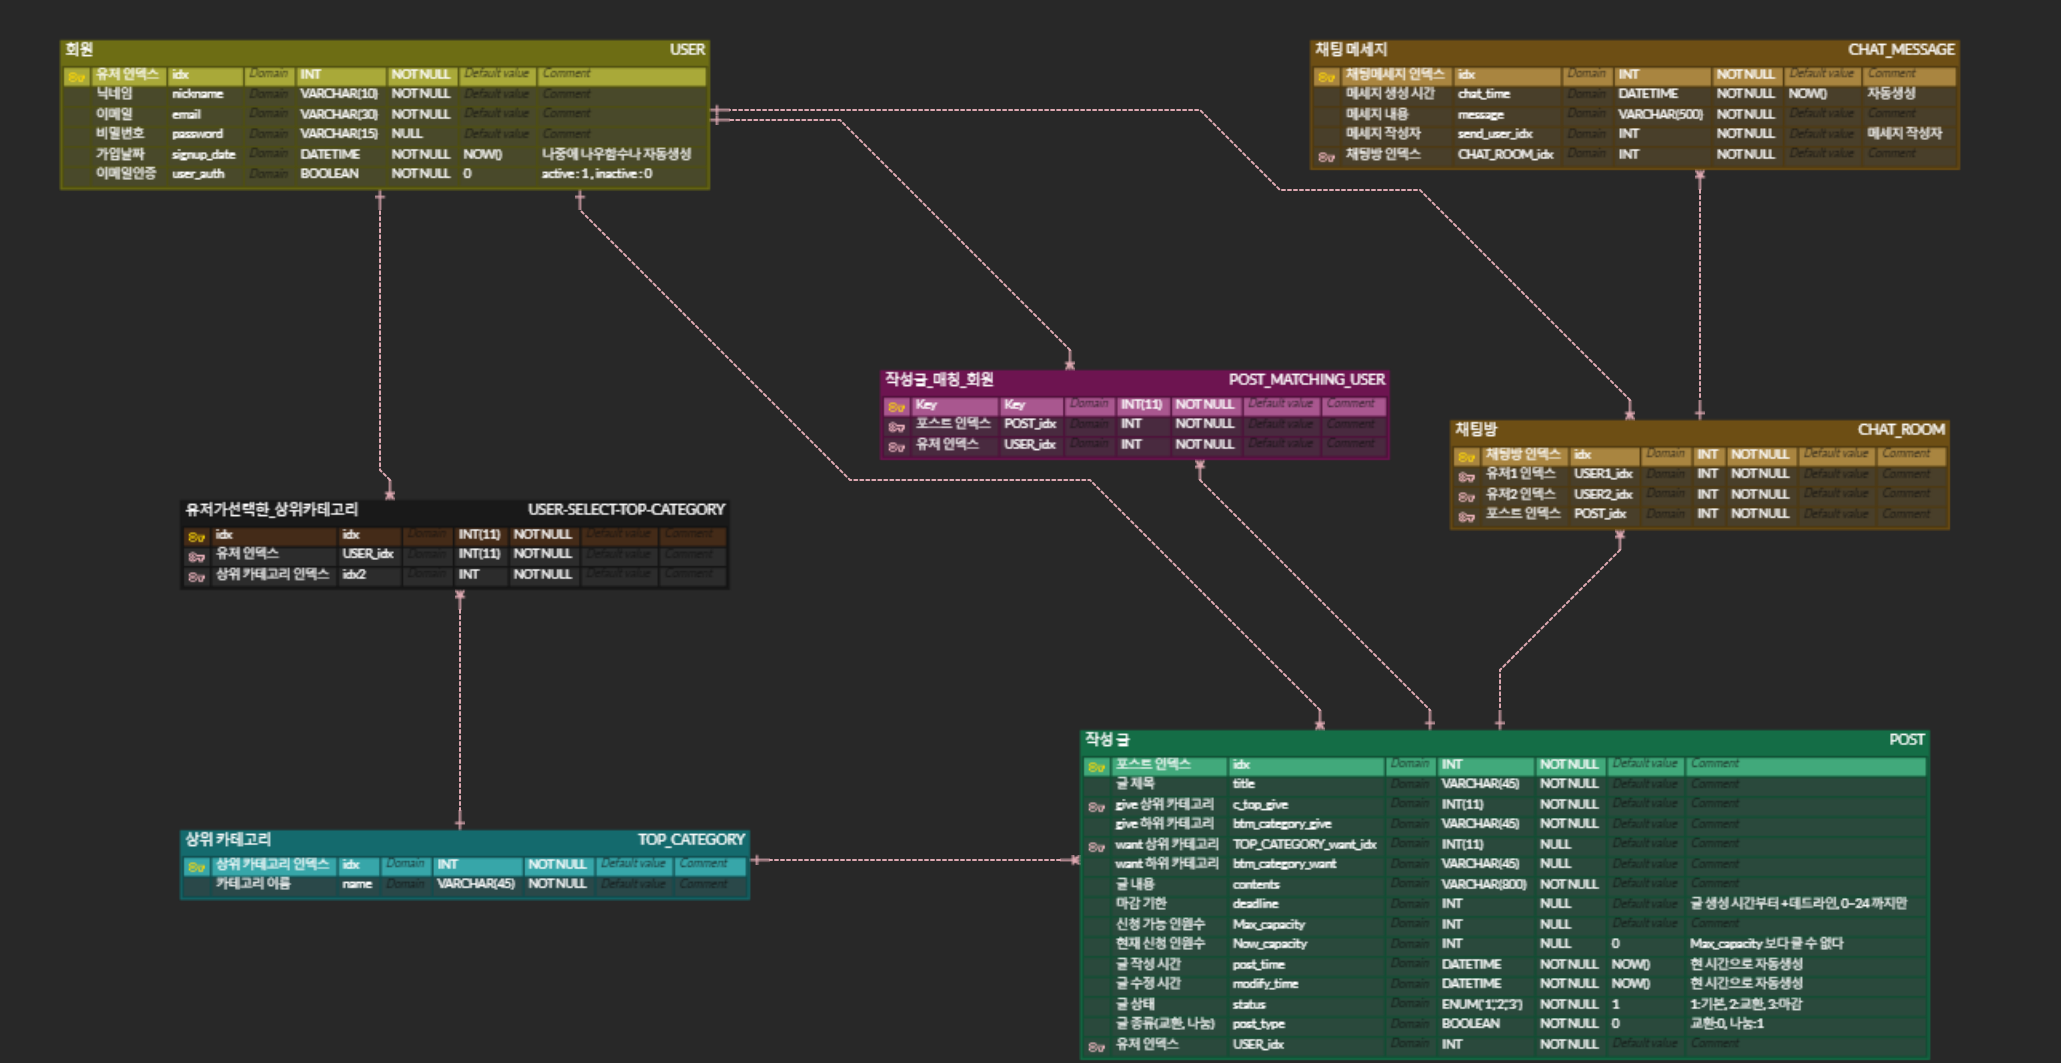 회원 USER
유저 인덱스 idx Domain INT NOT NULL Default value Comment
닉네임 nickname Domain VARCHAR(10) NOT NULL Default value Comment
이메일 email Domain VARCHAR(30) NOT NULL Default value Comment
비밀번호 password Domain VARCHAR(15) NULL Default value Comment
가입날짜 signup_date Domain DATETIME NOT NULL NOW() 나중에 나우함수나 자동생성
이메일인증 user_auth Domain BOOLEAN NOT NULL 0 active : 1 , inactive : 0
채팅 메세지 CHAT_MESSAGE
채팅메세지 인덱스 idx Domain INT NOT NULL Default value Comment
메세지 생성 시간 chat_time Domain DATETIME NOT NULL NOW() 자동생성
메세지 내용 message Domain VARCHAR(500) NOT NULL Default value Comment
메세지 작성자 send_user_idx Domain INT NOT NULL Default value 메세지 작성자
채팅방 인덱스 CHAT_ROOM_idx Domain INT NOT NULL Default value Comment
작성글_매칭_회원 POST_MATCHING_USER
Key Key Domain INT(11) NOT NULL Default value Comment
포스트 인덱스 POST_idx Domain INT NOT NULL Default value Comment
유저 인덱스 USER_idx Domain INT NOT NULL Default value Comment
채팅방 CHAT_ROOM
채팅방 인덱스 idx Domain INT NOT NULL Default value Comment
유저1 인덱스 USER1_idx Domain INT NOT NULL Default value Comment
유저2 인덱스 USER2_idx Domain INT NOT NULL Default value Comment
포스트 인덱스 POST_idx Domain INT NOT NULL Default value Comment
유저가선택한_상위카테고리 USER-SELECT-TOP-CATEGORY
idx idx Domain INT(11) NOT NULL Default value Comment
유저 인덱스 USER_idx Domain INT(11) NOT NULL Default value Comment
상위 카테고리 인덱스 idx2 Domain INT NOT NULL Default value Comment
상위 카테고리 TOP_CATEGORY
상위 카테고리 인덱스 idx Domain INT NOT NULL Default value Comment
카테고리 이름 name Domain VARCHAR(45) NOT NULL Default value Comment
작성 글 POST
포스트 인덱스 idx Domain INT NOT NULL Default value Comment
글 제목 title Domain VARCHAR(45) NOT NULL Default value Comment
give 상위 카테고리 c_top_give Domain INT(11) NOT NULL Default value Comment
give 하위 카테고리 btm_category_give Domain VARCHAR(45) NOT NULL Default value Comment
want 상위 카테고리 TOP_CATEGORY_want_idx Domain INT(11) NULL Default value Comment
want 하위 카테고리 btm_category_want Domain VARCHAR(45) NULL Default value Comment
글 내용 contents Domain VARCHAR(800) NOT NULL Default value Comment
마감 기한 deadline Domain INT NULL Default value 글 생성 시간부터 +데드라인, 0~24 까지만
신청 가능 인원수 Max_capacity Domain INT NULL Default value Comment
현재 신청 인원수 Now_capacity Domain INT NULL 0 Max_capacity 보다 클 수 없다
글 작성 시간 post_time Domain DATETIME NOT NULL NOW() 현 시간으로 자동생성
글 수정 시간 modify_time Domain DATETIME NOT NULL NOW() 현 시간으로 자동생성
글 상태 status Domain ENUM('1','2','3') NOT NULL 1 1:기본, 2:교환, 3:마감
글 종류(교환, 나눔) post_type Domain BOOLEAN NOT NULL 0 교환:0, 나눔:1
유저 인덱스 USER_idx Domain INT NOT NULL Default value Comment